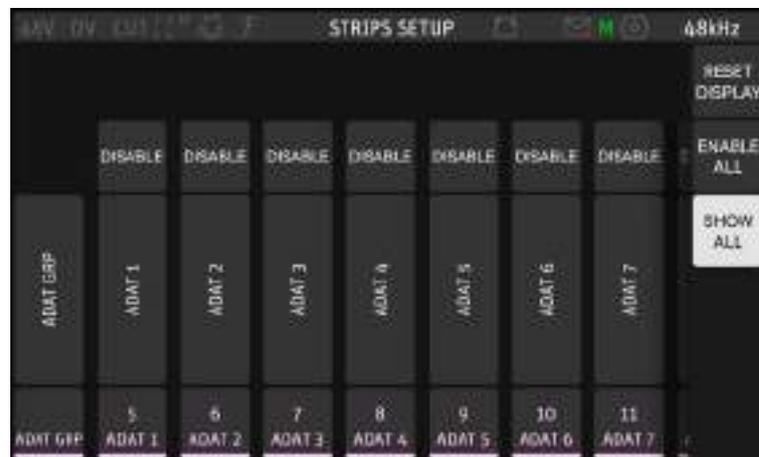 48V
STRIPS SETUP
M
48kHz
RESET
DISPLAY
DISABLE DISABLE DISABLE DISABLE DISABLE DISABLE DISABLE
ENABLE
ALL
SHOW
ALL
ADAT GRP
ADAT 1
ADAT 2
ADAT 3
ADAT 4
ADAT 5
ADAT 6
ADAT 7
5 6 7 8 9 10 11
ADAT GRP ADAT 1 ADAT 2 ADAT 3 ADAT 4 ADAT 5 ADAT 6 ADAT 7